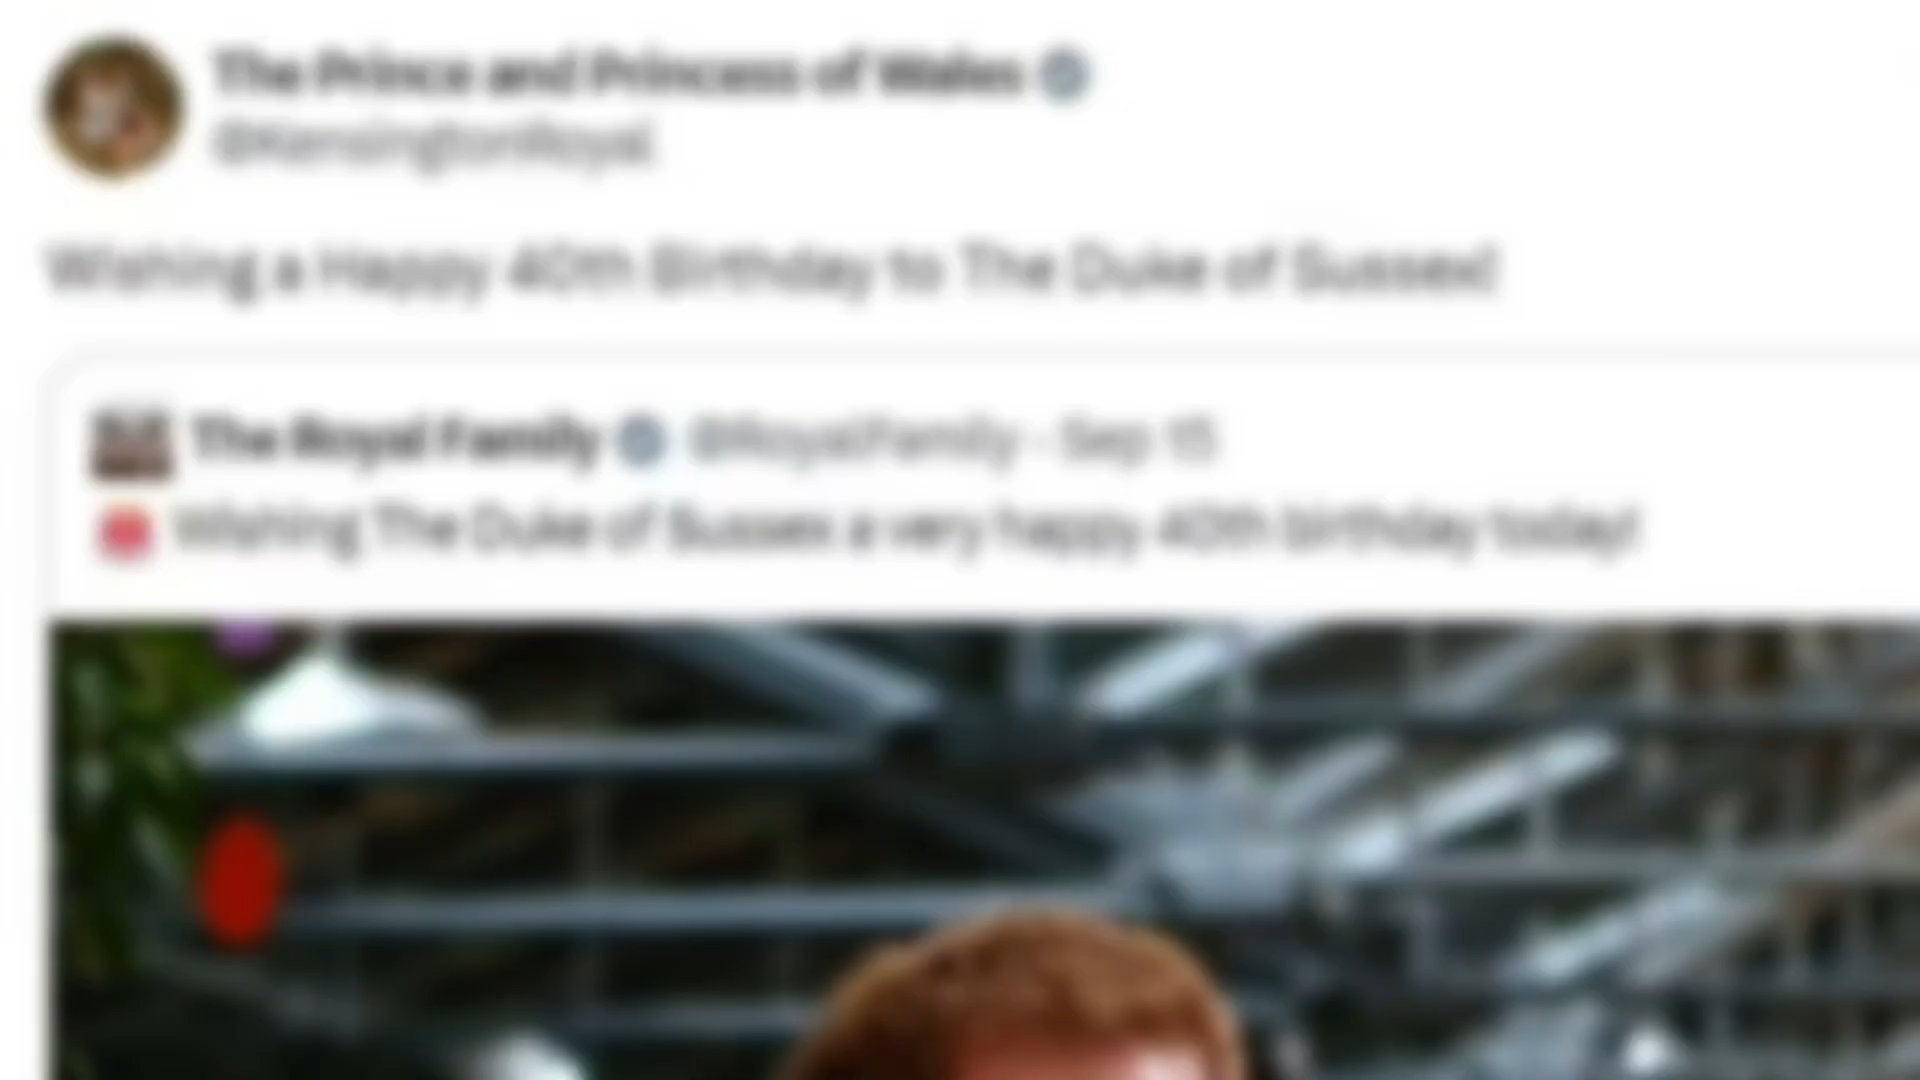 The Prince and Princess of Wales
@KensingtonRoyal
Wishing a Happy 40th Birthday to The Duke of Sussex!
The Royal Family @RoyalFamily · Sep 15
Wishing The Duke of Sussex a very happy 40th birthday today!